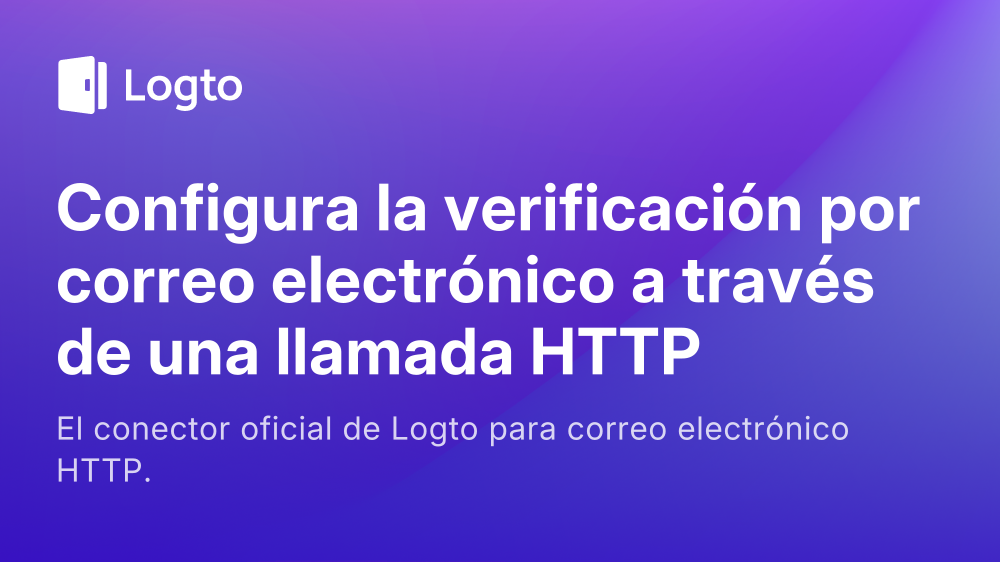 Logto
Configura la verificación por
correo electrónico a través
de una llamada HTTP
El conector oficial de Logto para correo electrónico
HTTP.